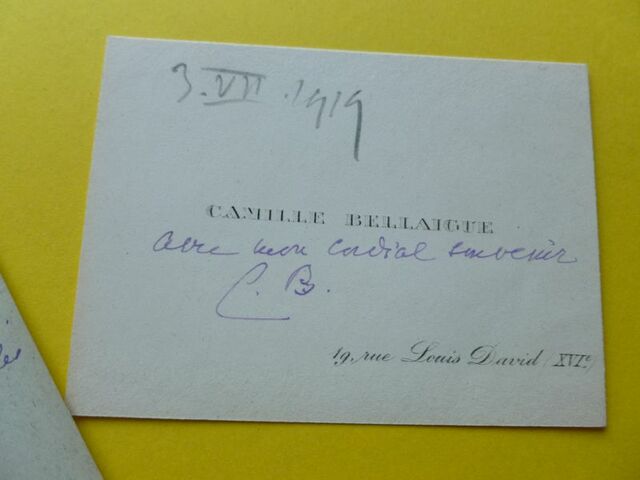 3.VII.1919
CAMILLE BELLAIGUE
avec mon cordial souvenir
C. B.
19, rue Louis David (XVIe)